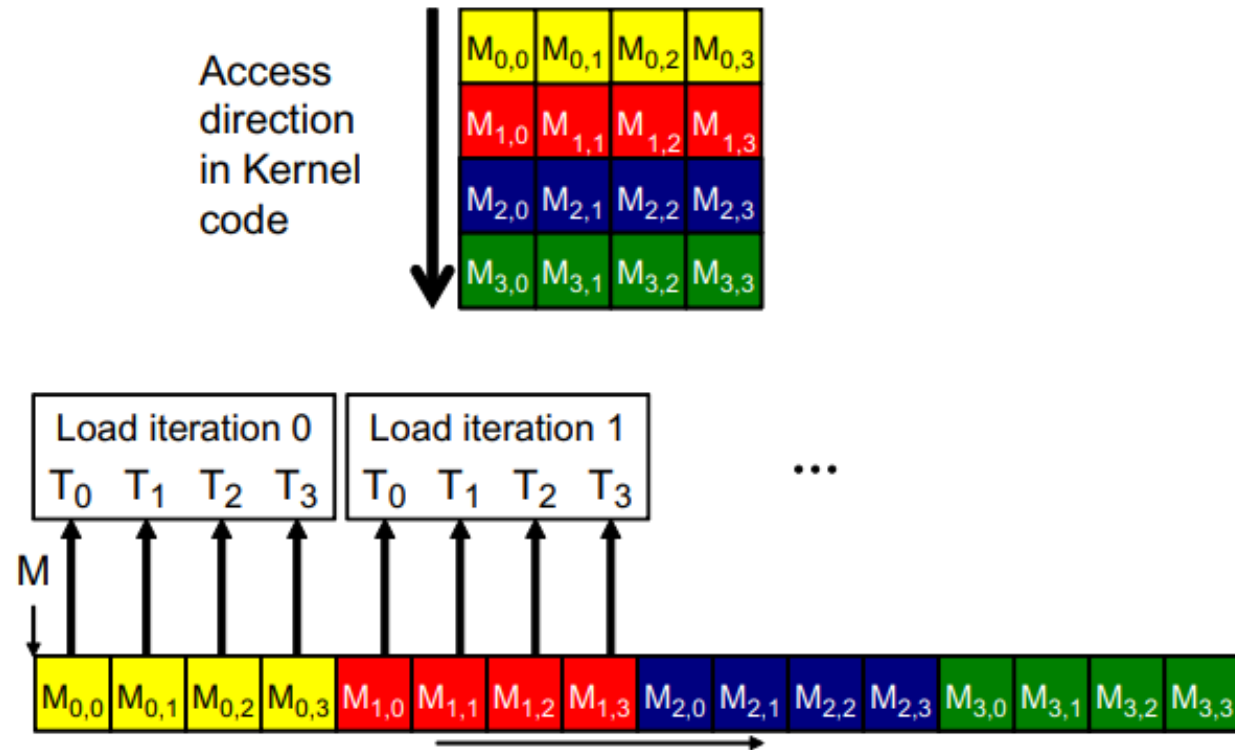 Access
direction
in Kernel
code
M0,0 M0,1 M0,2 M0,3
M1,0 M1,1 M1,2 M1,3
M2,0 M2,1 M2,2 M2,3
M3,0 M3,1 M3,2 M3,3
Load iteration 0
T0 T1 T2 T3
Load iteration 1
T0 T1 T2 T3
...
M
M0,0 M0,1 M0,2 M0,3 M1,0 M1,1 M1,2 M1,3 M2,0 M2,1 M2,2 M2,3 M3,0 M3,1 M3,2 M3,3